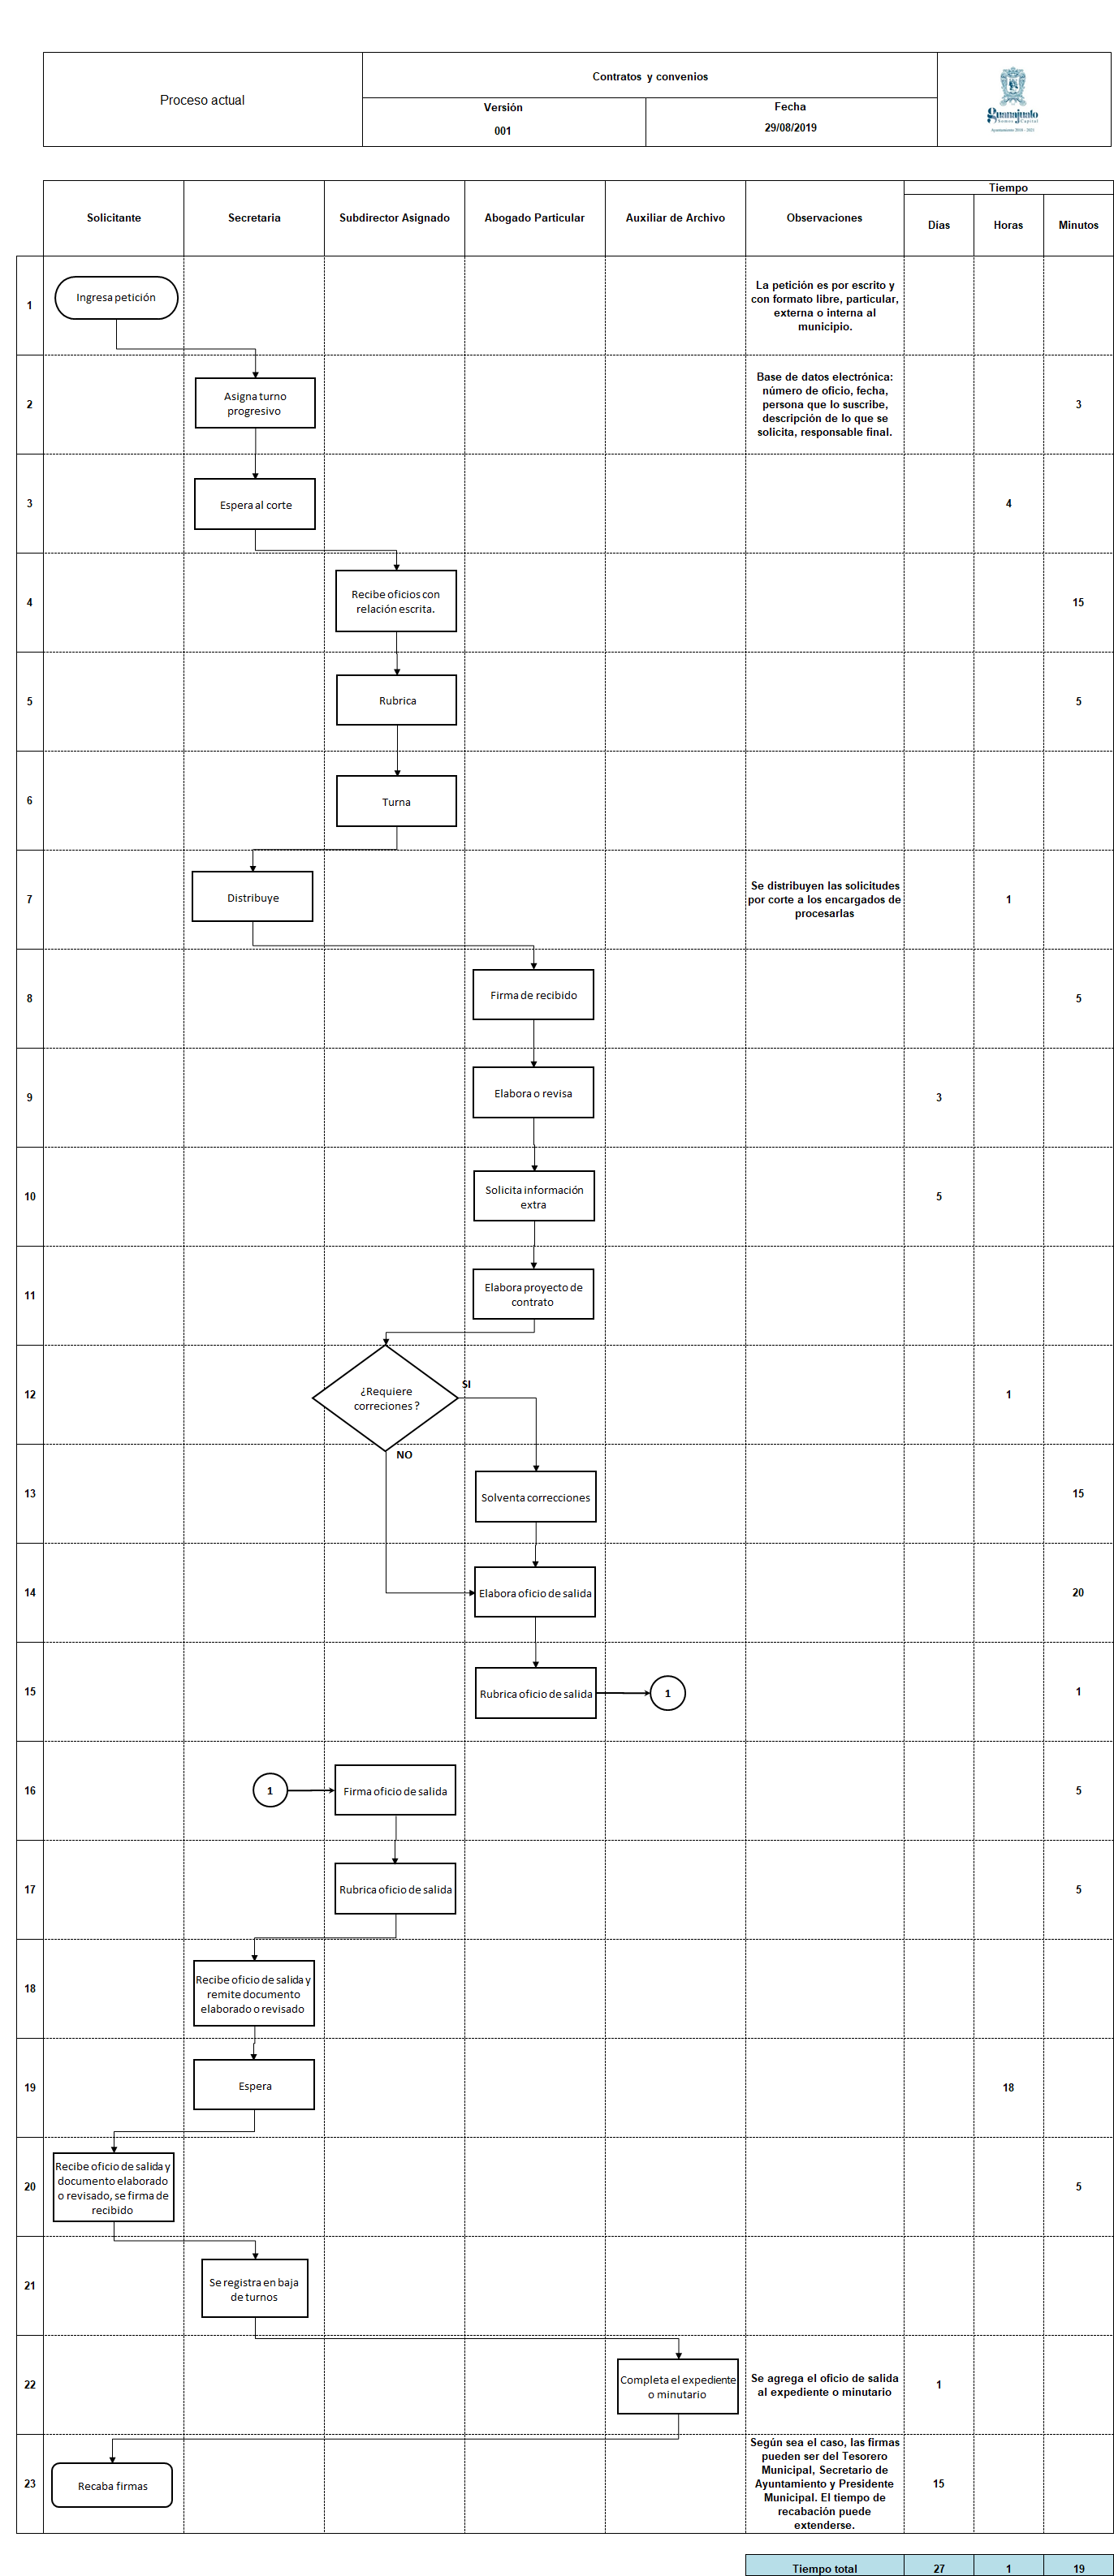 Proceso actual
Contratos y convenios
Versión
001
Fecha
29/08/2019
Guanajuato
Somos Capital
Ayuntamiento 2018 - 2021
Solicitante
Secretaria
Subdirector Asignado
Abogado Particular
Auxiliar de Archivo
Observaciones
Tiempo
Días
Horas
Minutos
1
Ingresa petición
La petición es por escrito y
con formato libre, particular,
externa o interna al
municipio.
2
Asigna turno
progresivo
Base de datos electrónica:
número de oficio, fecha,
persona que lo suscribe,
descripción de lo que se
solicita, responsable final.
3
3
Espera al corte
4
4
Recibe oficios con
relación escrita.
15
5
Rubrica
5
6
Turna
7
Distribuye
Se distribuyen las solicitudes
por corte a los encargados de
procesarlas
1
8
Firma de recibido
5
9
Elabora o revisa
3
10
Solicita información
extra
5
11
Elabora proyecto de
contrato
12
¿Requiere
correciones ?
SI
NO
1
13
Solventa correcciones
15
14
Elabora oficio de salida
20
15
Rubrica oficio de salida
1
1
16
1
Firma oficio de salida
5
17
Rubrica oficio de salida
5
18
Recibe oficio de salida y
remite documento
elaborado o revisado
19
Espera
18
20
Recibe oficio de salida y
documento elaborado
o revisado, se firma de
recibido
5
21
Se registra en baja
de turnos
22
Completa el expediente
o minutario
Se agrega el oficio de salida
al expediente o minutario
1
23
Recaba firmas
Según sea el caso, las firmas
pueden ser del Tesorero
Municipal, Secretario de
Ayuntamiento y Presidente
Municipal. El tiempo de
recabación puede
extenderse.
15
Tiempo total
27
1
19